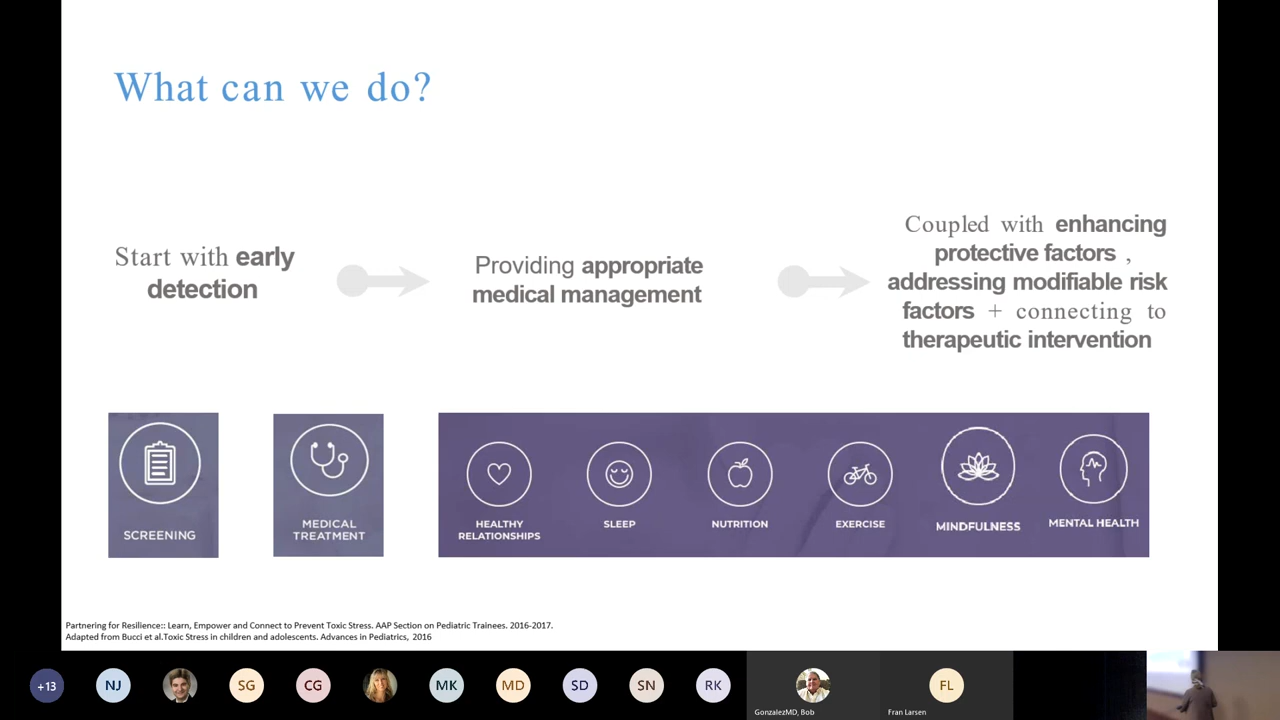 What can we do?
Start with early
detection
Providing appropriate
medical management
Coupled with enhancing
protective factors ,
addressing modifiable risk
factors + connecting to
therapeutic intervention
SCREENING
MEDICAL
TREATMENT
HEALTHY
RELATIONSHIPS
SLEEP
NUTRITION
EXERCISE
MINDFULNESS
MENTAL HEALTH
Partnering for Resilience:: Learn, Empower and Connect to Prevent Toxic Stress. AAP Section on Pediatric Trainees. 2016-2017.
Adapted from Bucci et al.Toxic Stress in children and adolescents. Advances in Pediatrics, 2016
+13
NJ
SG
CG
MK
MD
SD
SN
RK
GonzalezMD, Bob
FL
Fran Larsen